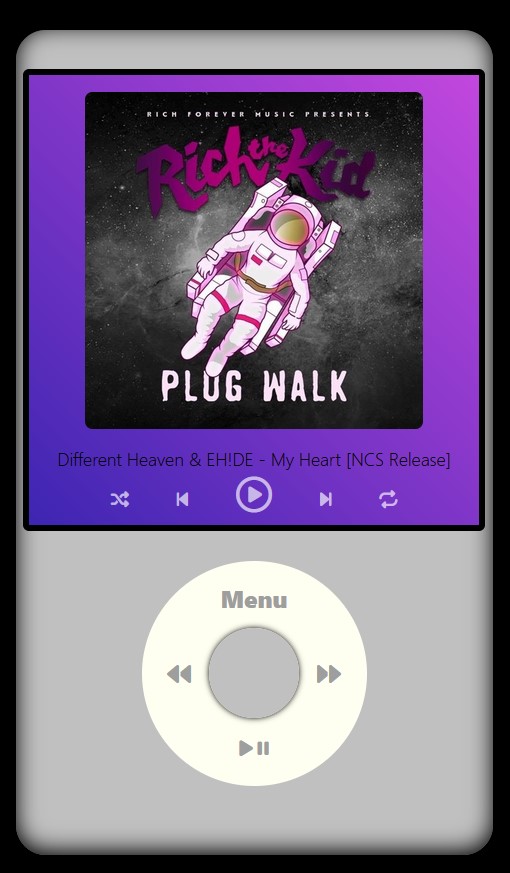 RICH FOREVER MUSIC PRESENTS
Rich the Kid
PLUG WALK
Different Heaven & EH!DE - My Heart [NCS Release]
Menu